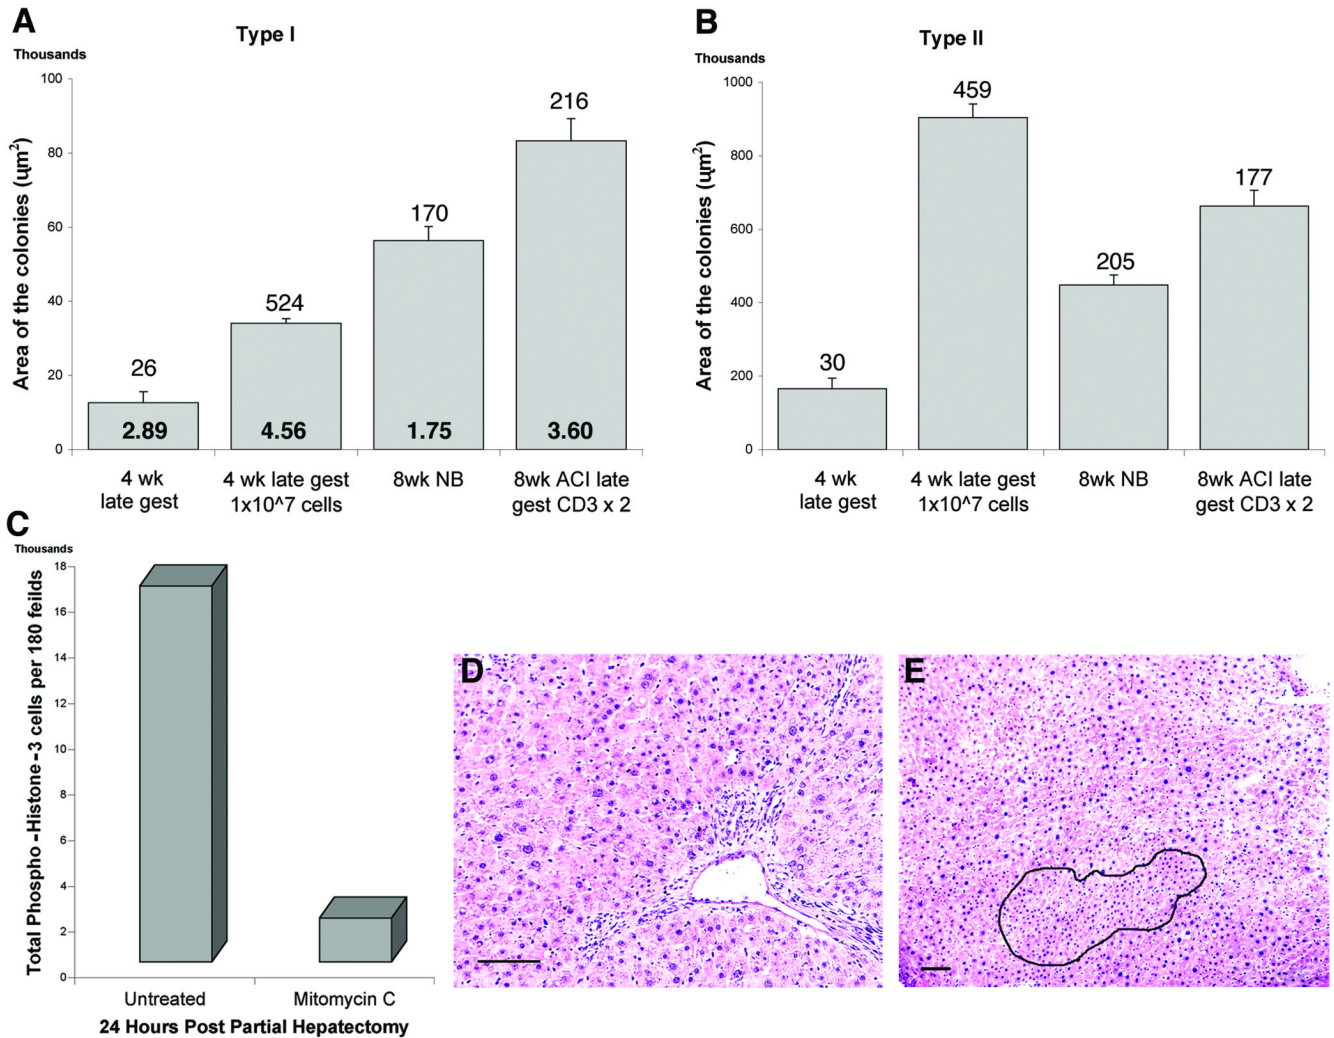 A
Type I
Thousands
Area of the colonies (ųm²)
100
80
60
40
20
0
26
524
170
216
2.89
4.56
1.75
3.60
4 wk
late gest
4 wk late gest
1x10^7 cells
8wk NB
8wk ACI late
gest CD3 x 2
B
Type II
Thousands
Area of the colonies (ųm²)
1000
800
600
400
200
0
30
459
205
177
4 wk
late gest
4 wk late gest
1x10^7 cells
8wk NB
8wk ACI late
gest CD3 x 2
C
Thousands
Total Phospho-Histone-3 cells per 180 feilds
18
16
14
12
10
8
6
4
2
0
Untreated
Mitomycin C
24 Hours Post Partial Hepatectomy
D
E